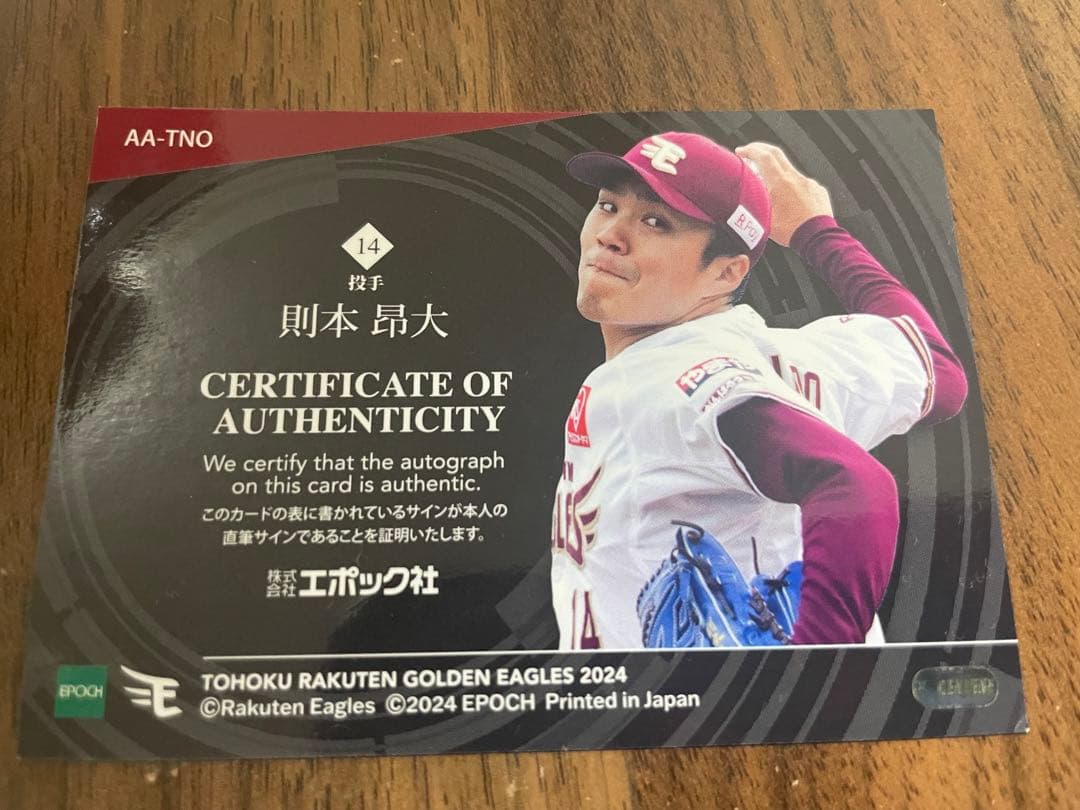 AA-TNO
14
投手
則本 昂大
CERTIFICATE OF
AUTHENTICITY
We certify that the autograph
on this card is authentic.
このカードの表に書かれているサインが本人の
直筆サインであることを証明いたします。
株式会社エポック社
14
EPOCH
E
TOHOKU RAKUTEN GOLDEN EAGLES 2024
©Rakuten Eagles ©2024 EPOCH Printed in Japan